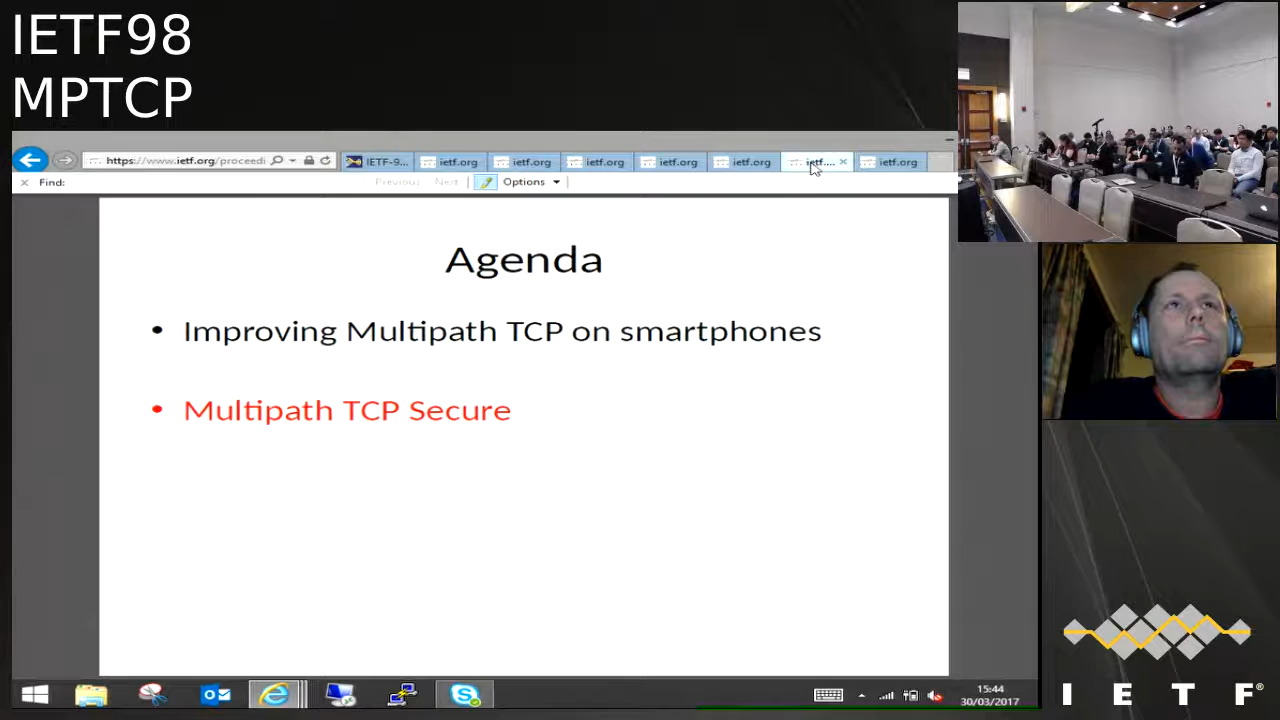 IETF98
MPTCP
https://www.ietf.org/proceedi
IETF-9...
ietf.org
ietf.org
ietf.org
ietf.org
ietf.org
ietf....
ietf.org
Find:
Previous
Next
Options
Agenda
• Improving Multipath TCP on smartphones
• Multipath TCP Secure
15:44
30/03/2017
I E T F®